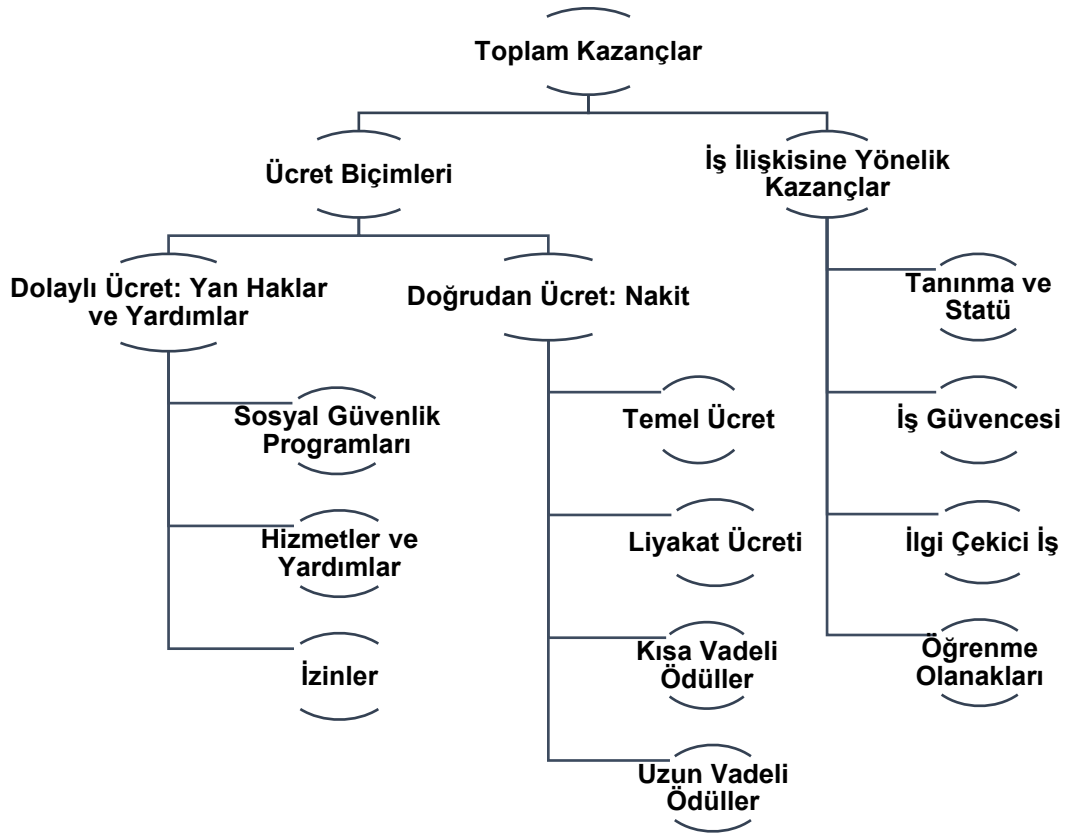 Toplam Kazançlar
Ücret Biçimleri
İş İlişkisine Yönelik
Kazançlar
Dolaylı Ücret: Yan Haklar
ve Yardımlar
Doğrudan Ücret: Nakit
Tanınma ve
Statü
Sosyal Güvenlik
Programları
Temel Ücret
İş Güvencesi
Hizmetler ve
Yardımlar
Liyakat Ücreti
İlgi Çekici İş
İzinler
Kısa Vadeli
Ödüller
Öğrenme
Olanakları
Uzun Vadeli
Ödüller